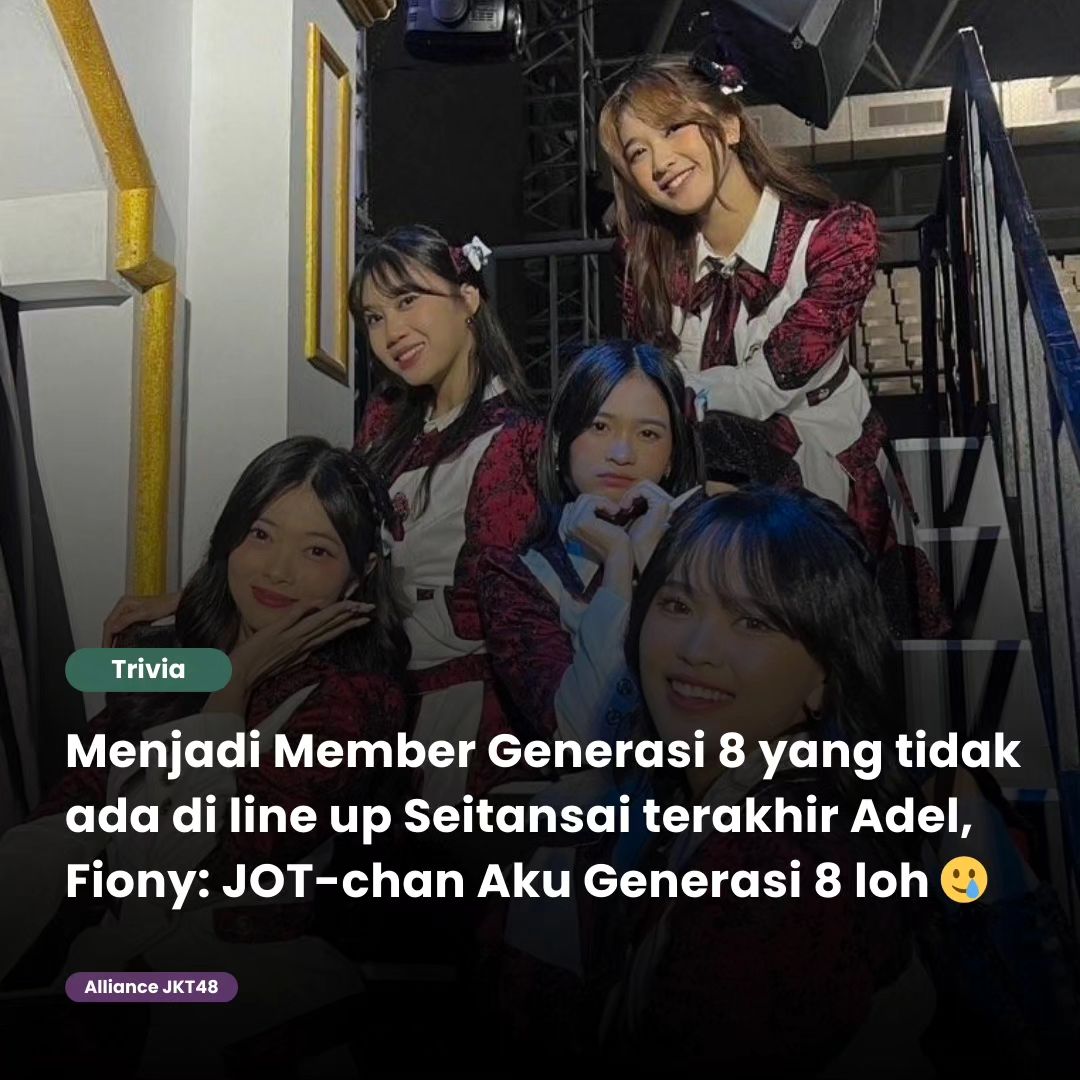 Trivia
Menjadi Member Generasi 8 yang tidak
ada di line up Seitansai terakhir Adel,
Fiony: JOT-chan Aku Generasi 8 loh 🥲
Alliance JKT48